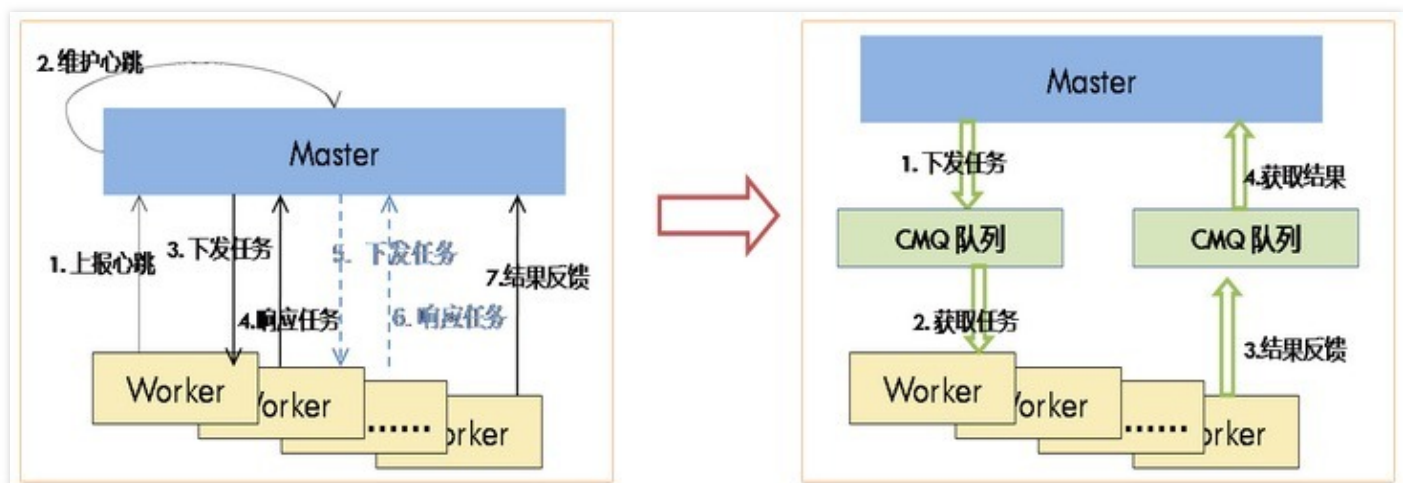 2. 维护心跳
Master
1. 上报心跳
3. 下发任务
5. 下发任务
7.结果反馈
4.响应任务
6. 响应任务
Worker
Worker
......
orker
Master
1. 下发任务
4.获取结果
CMQ 队列
CMQ 队列
2. 获取任务
3.结果反馈
Worker
Worker
......
orker